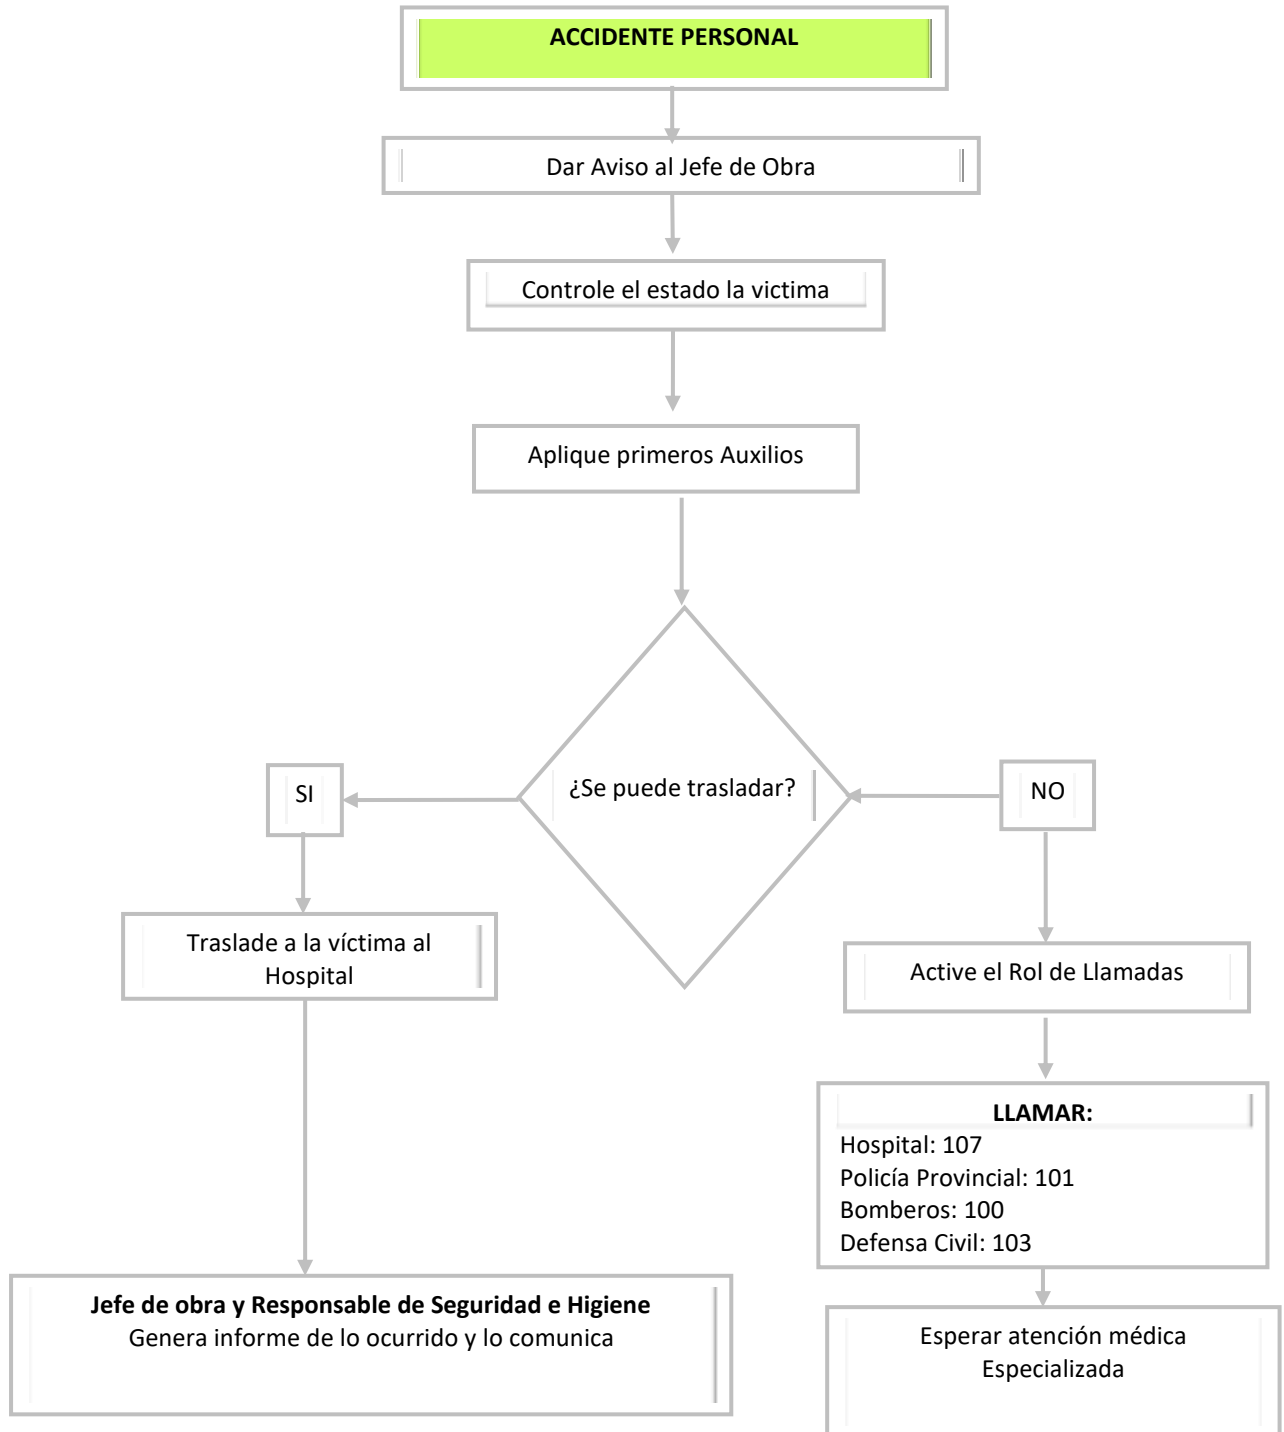 ACCIDENTE PERSONAL
Dar Aviso al Jefe de Obra
Controle el estado la victima
Aplique primeros Auxilios
¿Se puede trasladar?
SI
NO
Traslade a la víctima al
Hospital
Active el Rol de Llamadas
LLAMAR:
Hospital: 107
Policía Provincial: 101
Bomberos: 100
Defensa Civil: 103
Jefe de obra y Responsable de Seguridad e Higiene
Genera informe de lo ocurrido y lo comunica
Esperar atención médica
Especializada